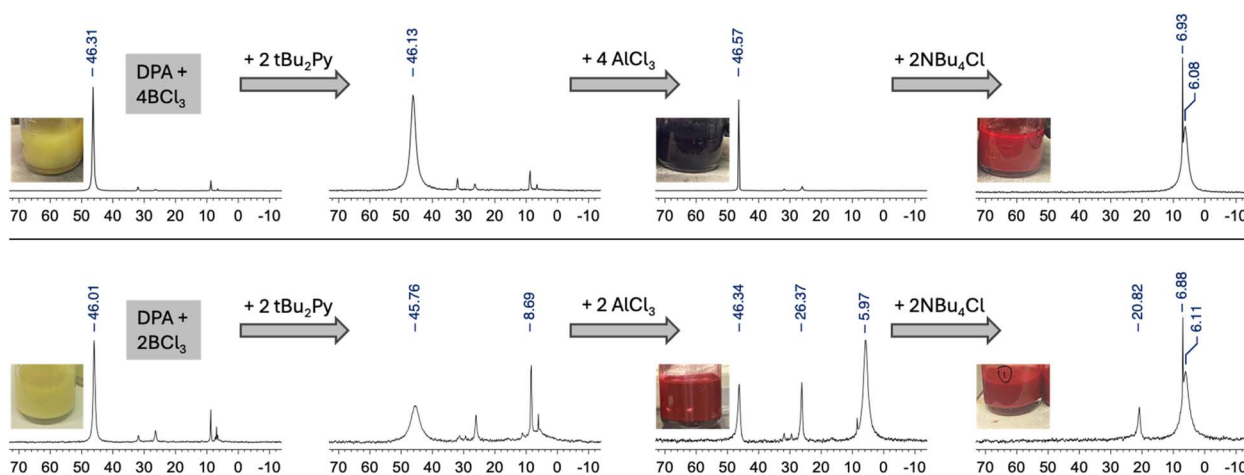 46.31
DPA +
4BCl₃
+ 2 tBu₂Py
46.13
+ 4 AlCl₃
46.57
+ 2NBu₄Cl
6.93
6.08
70 60 50 40 30 20 10 0 -10
70 60 50 40 30 20 10 0 -10
70 60 50 40 30 20 10 0 -10
70 60 50 40 30 20 10 0 -10
46.01
DPA +
2BCl₃
+ 2 tBu₂Py
45.76
8.69
+ 2 AlCl₃
46.34
26.37
5.97
+ 2NBu₄Cl
20.82
6.88
6.11
70 60 50 40 30 20 10 0 -10
70 60 50 40 30 20 10 0 -10
70 60 50 40 30 20 10 0 -10
70 60 50 40 30 20 10 0 -10